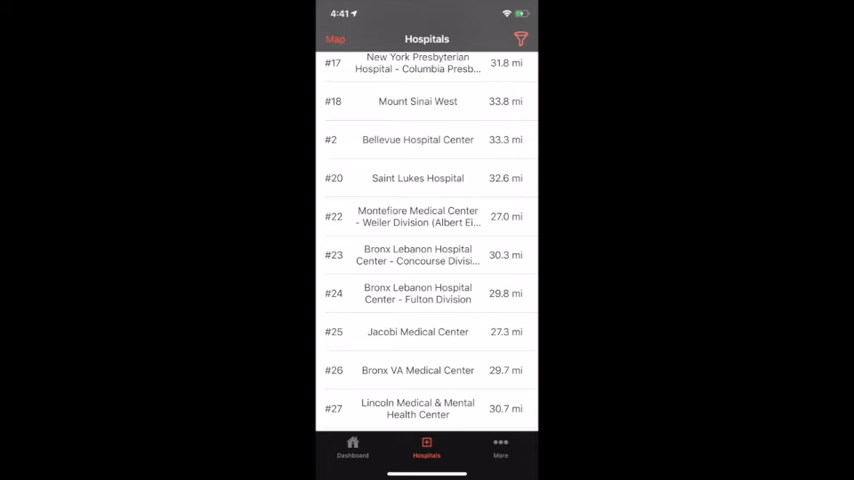 4:41
Map
Hospitals
#17
New York Presbyterian
Hospital - Columbia Presb...
31.8 mi
#18
Mount Sinai West
33.8 mi
#2
Bellevue Hospital Center
33.3 mi
#20
Saint Lukes Hospital
32.6 mi
#22
Montefiore Medical Center
- Weiler Division (Albert Ei...
27.0 mi
#23
Bronx Lebanon Hospital
Center - Concourse Divisi...
30.3 mi
#24
Bronx Lebanon Hospital
Center - Fulton Division
29.8 mi
#25
Jacobi Medical Center
27.3 mi
#26
Bronx VA Medical Center
29.7 mi
#27
Lincoln Medical & Mental
Health Center
30.7 mi
Dashboard
Hospitals
More